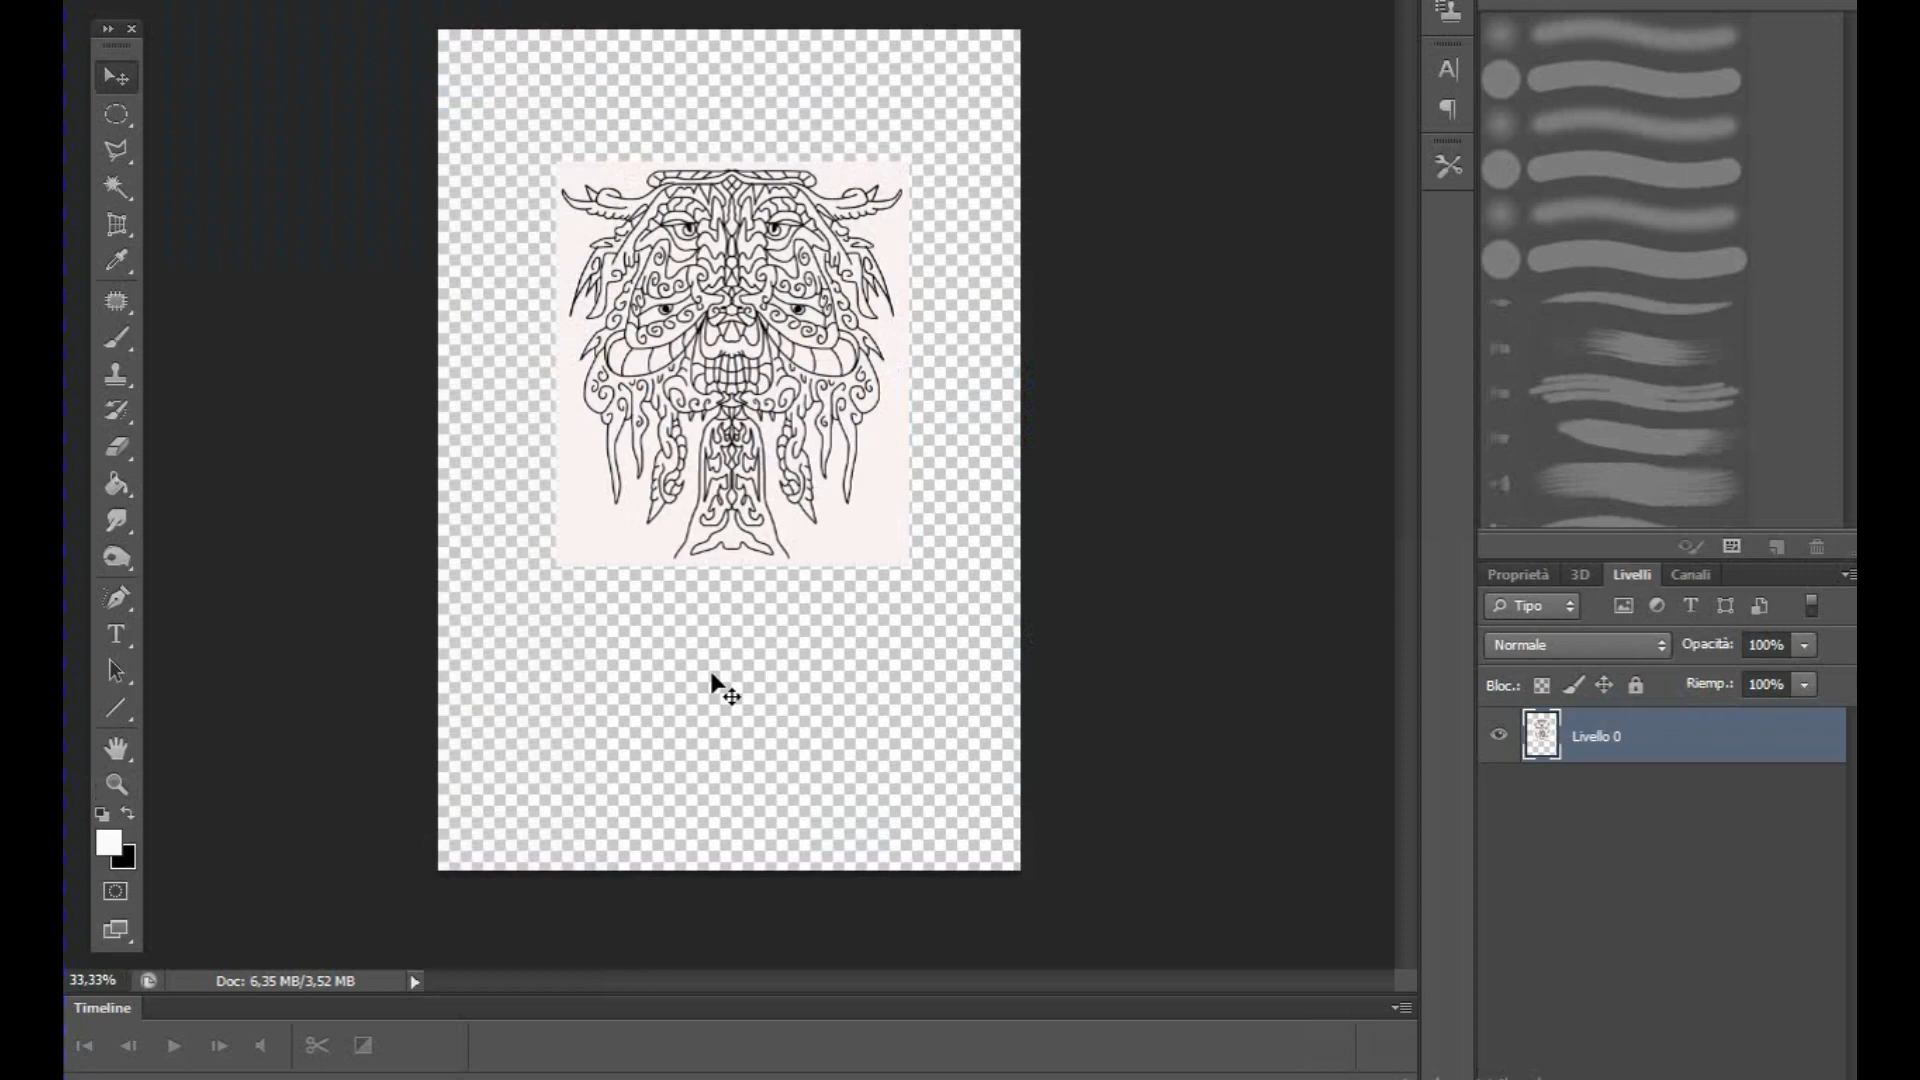 Proprietà 3D Livelli Canali
Tipo
Normale Opacità: 100%
Bloc.: Riemp.: 100%
Livello 0
33,33% Doc: 6,35 MB/3,52 MB
Timeline